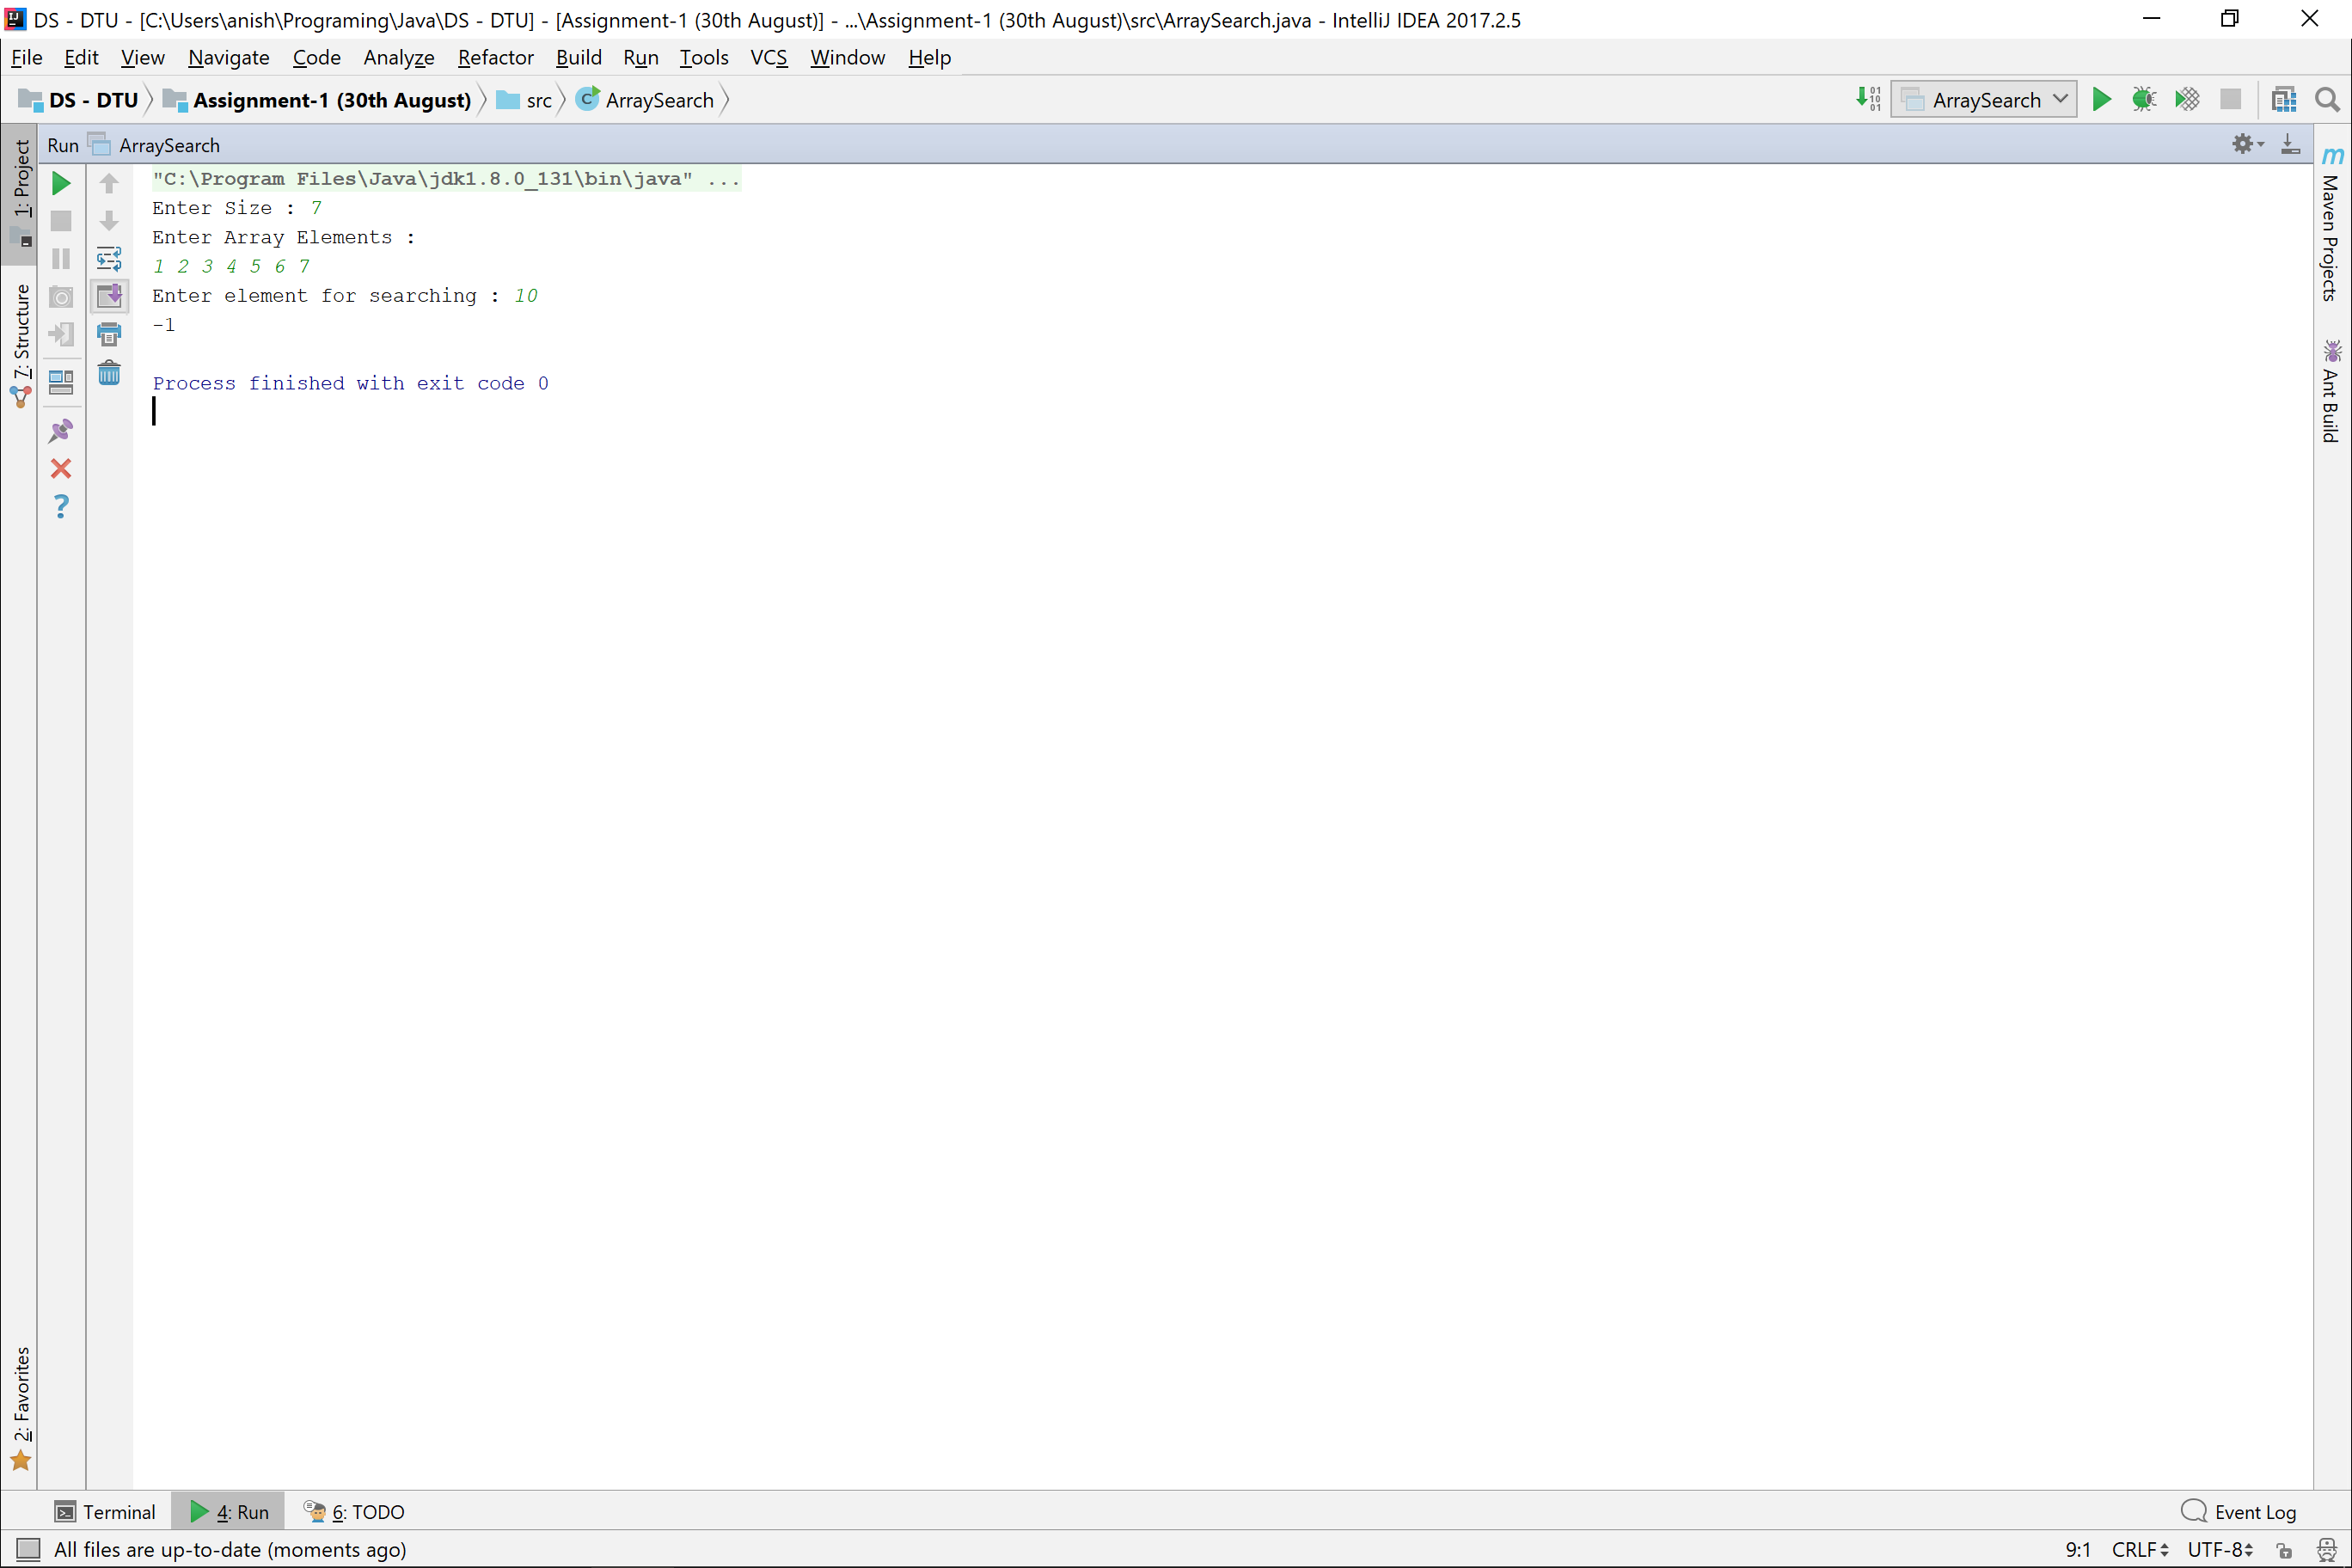 DS - DTU - [C:\Users\anish\Programing\Java\DS - DTU] - [Assignment-1 (30th August)] - ...\Assignment-1 (30th August)\src\ArraySearch.java - IntelliJ IDEA 2017.2.5
File Edit View Navigate Code Analyze Refactor Build Run Tools VCS Window Help
DS - DTU Assignment-1 (30th August) src ArraySearch ArraySearch
Run ArraySearch
1: Project
7: Structure
2: Favorites
"C:\Program Files\Java\jdk1.8.0_131\bin\java" ...
Enter Size : 7
Enter Array Elements :
1 2 3 4 5 6 7
Enter element for searching : 10
-1
Process finished with exit code 0
Maven Projects
Ant Build
Terminal 4: Run 6: TODO Event Log
All files are up-to-date (moments ago) 9:1 CRLF UTF-8